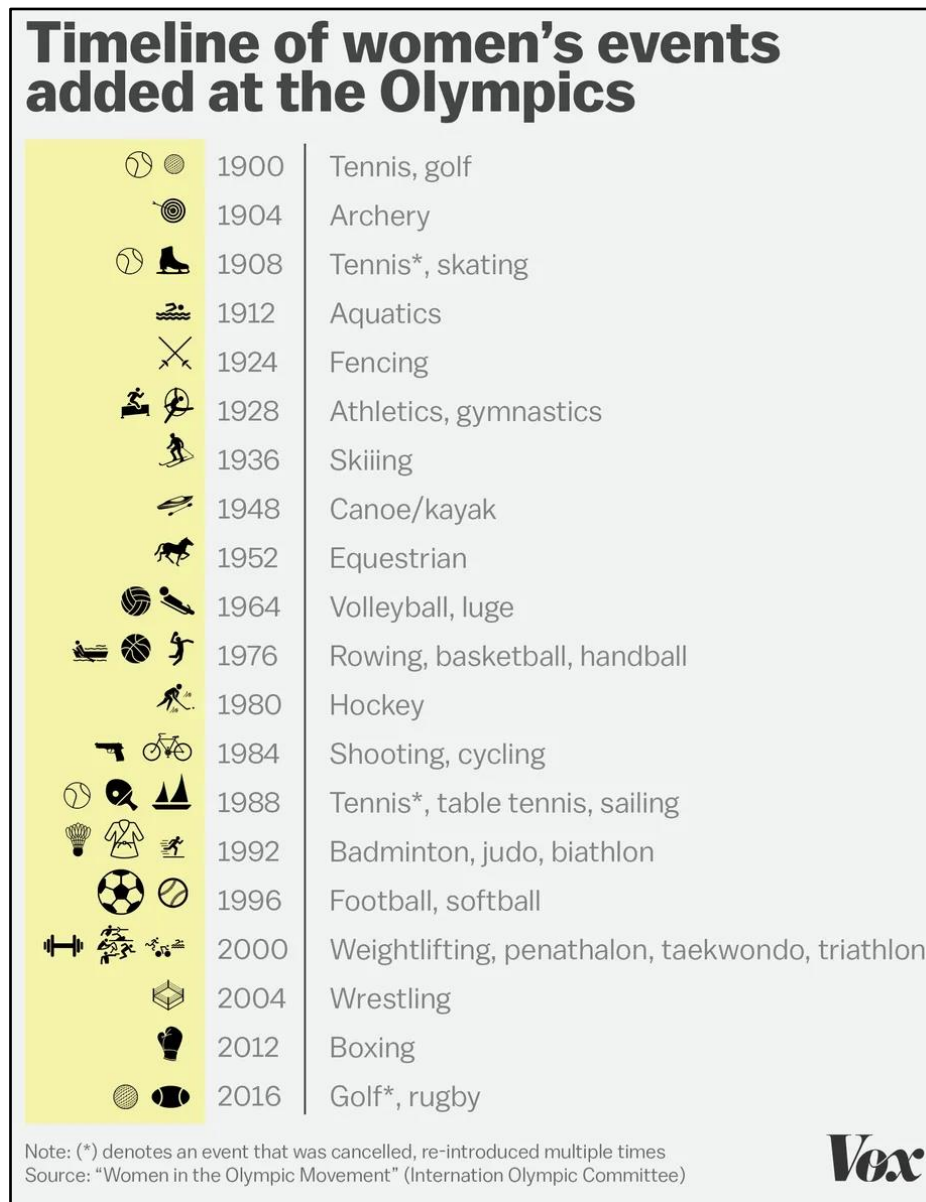 Timeline of women's events
added at the Olympics
1900 Tennis, golf
1904 Archery
1908 Tennis*, skating
1912 Aquatics
1924 Fencing
1928 Athletics, gymnastics
1936 Skiiing
1948 Canoe/kayak
1952 Equestrian
1964 Volleyball, luge
1976 Rowing, basketball, handball
1980 Hockey
1984 Shooting, cycling
1988 Tennis*, table tennis, sailing
1992 Badminton, judo, biathlon
1996 Football, softball
2000 Weightlifting, penathalon, taekwondo, triathlon
2004 Wrestling
2012 Boxing
2016 Golf*, rugby
Note: (*) denotes an event that was cancelled, re-introduced multiple times
Source: "Women in the Olympic Movement" (Internation Olympic Committee)
Vox